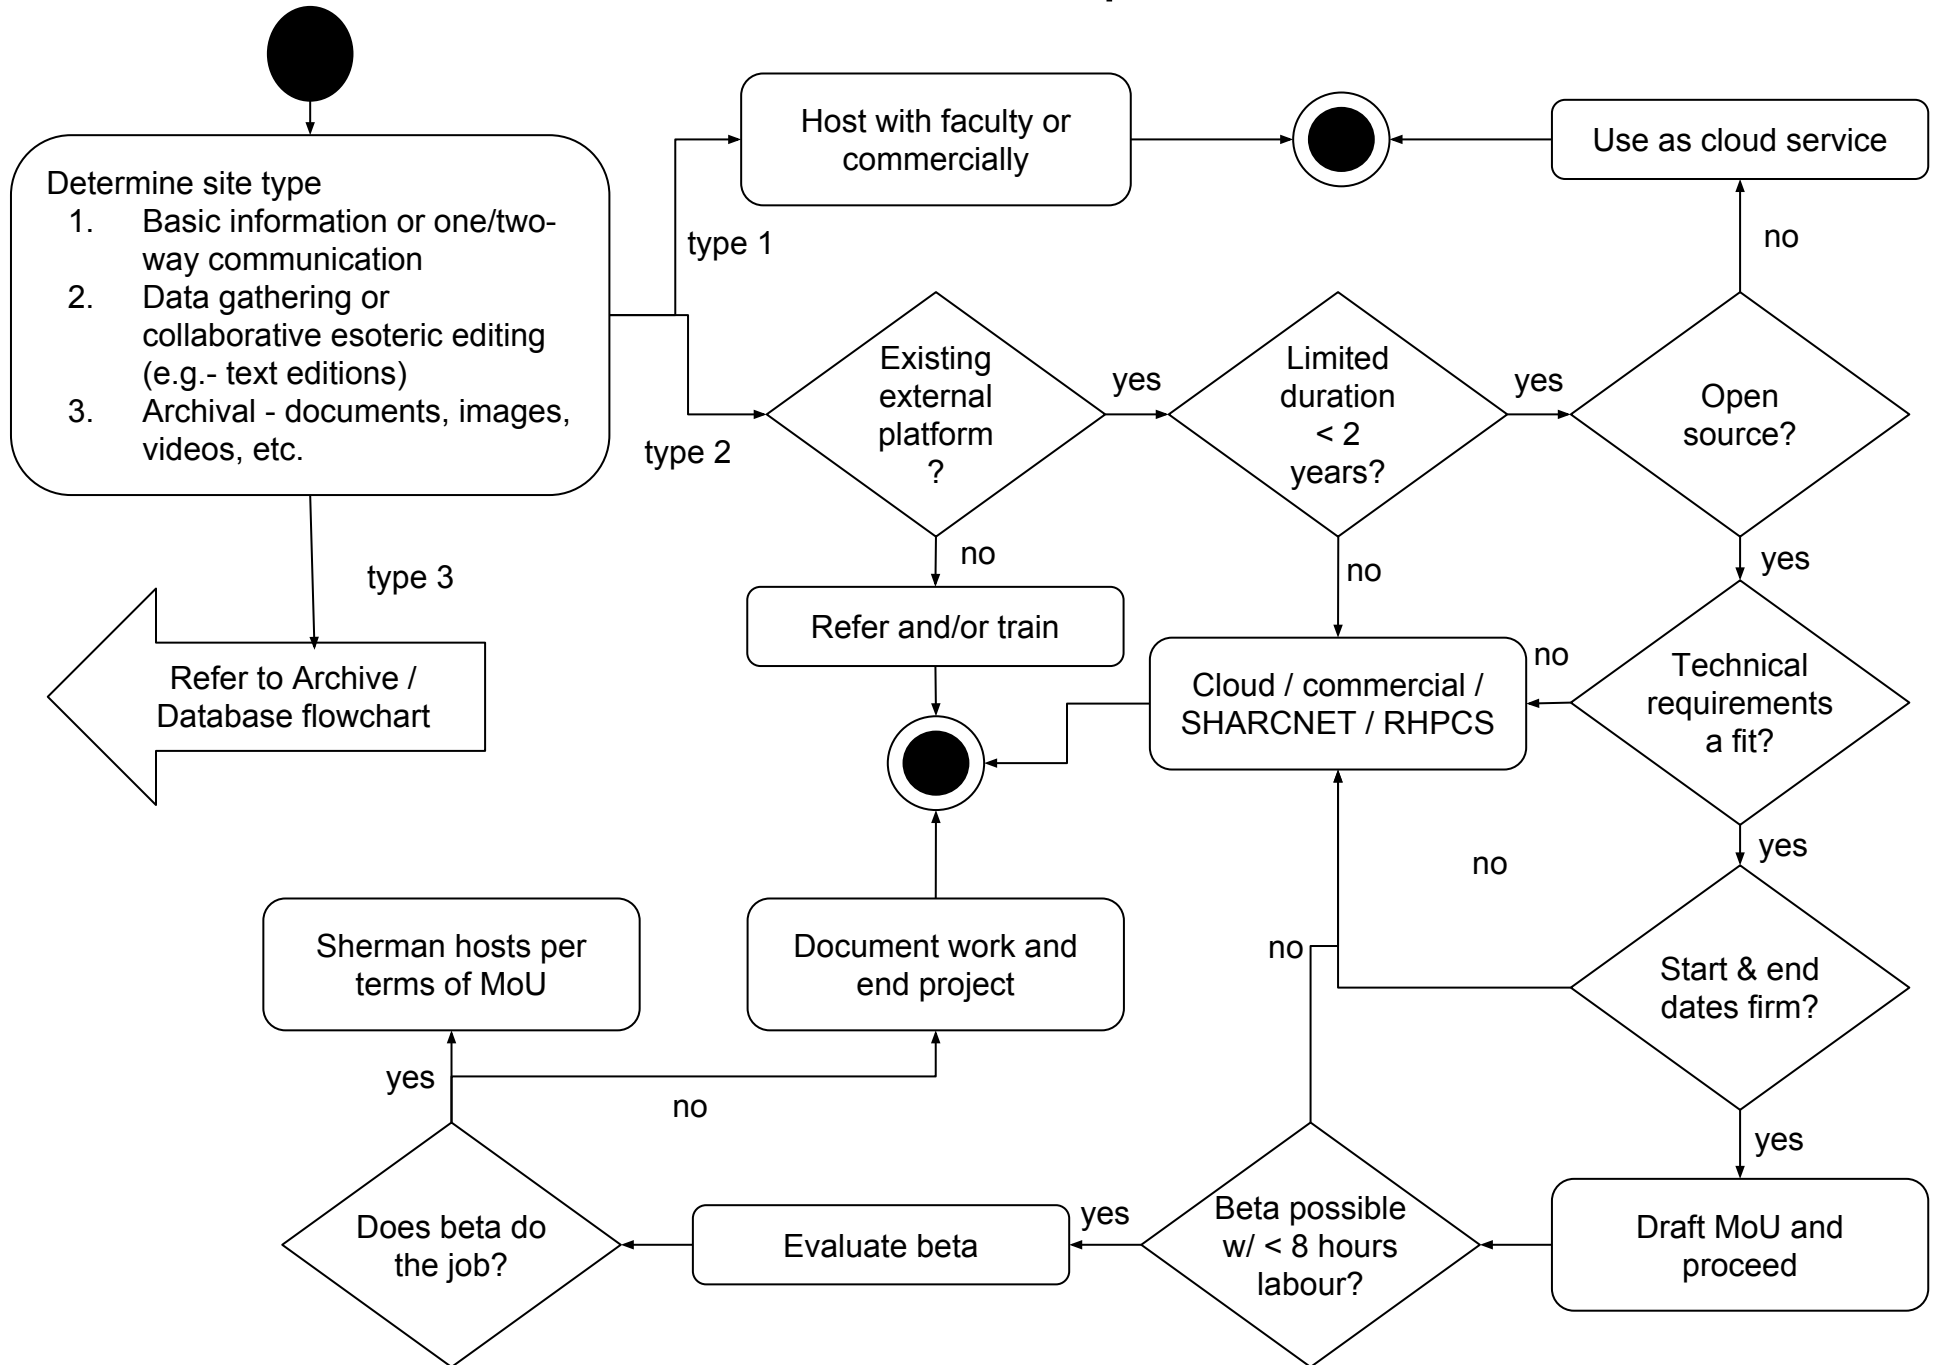 Host with faculty or
commercially
Use as cloud service
Determine site type
1. Basic information or one/two-
way communication
2. Data gathering or
collaborative esoteric editing
(e.g.- text editions)
3. Archival - documents, images,
videos, etc.
type 1
no
Existing
external
platform
?
yes
Limited
duration
< 2
years?
yes
Open
source?
type 2
no
no
yes
type 3
Refer and/or train
Refer to Archive /
Database flowchart
Cloud / commercial /
SHARCNET / RHPCS
no
Technical
requirements
a fit?
yes
no
Sherman hosts per
terms of MoU
Document work and
end project
no
Start & end
dates firm?
yes
no
yes
Does beta do
the job?
Evaluate beta
yes
Beta possible
w/ < 8 hours
labour?
Draft MoU and
proceed